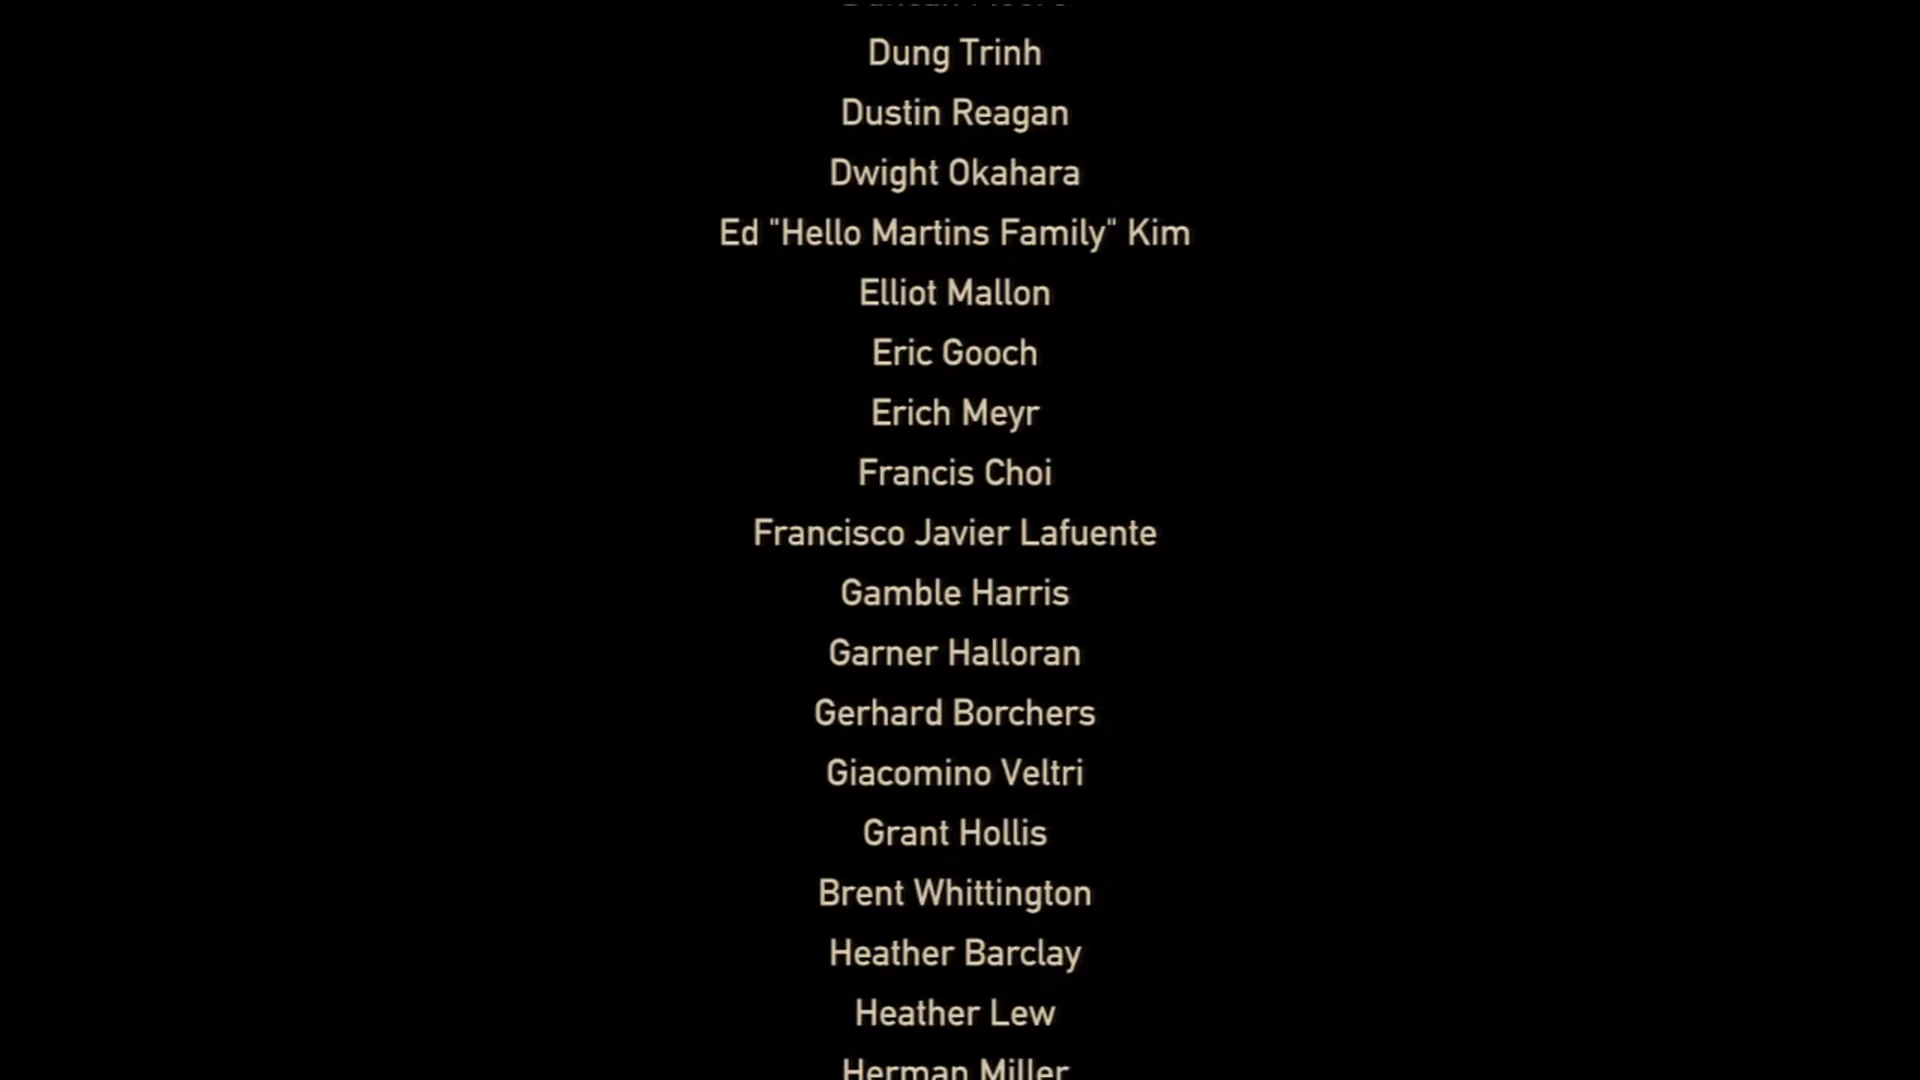 Dung Trinh
Dustin Reagan
Dwight Okahara
Ed "Hello Martins Family" Kim
Elliot Mallon
Eric Gooch
Erich Meyr
Francis Choi
Francisco Javier Lafuente
Gamble Harris
Garner Halloran
Gerhard Borchers
Giacomino Veltri
Grant Hollis
Brent Whittington
Heather Barclay
Heather Lew
Herman Miller